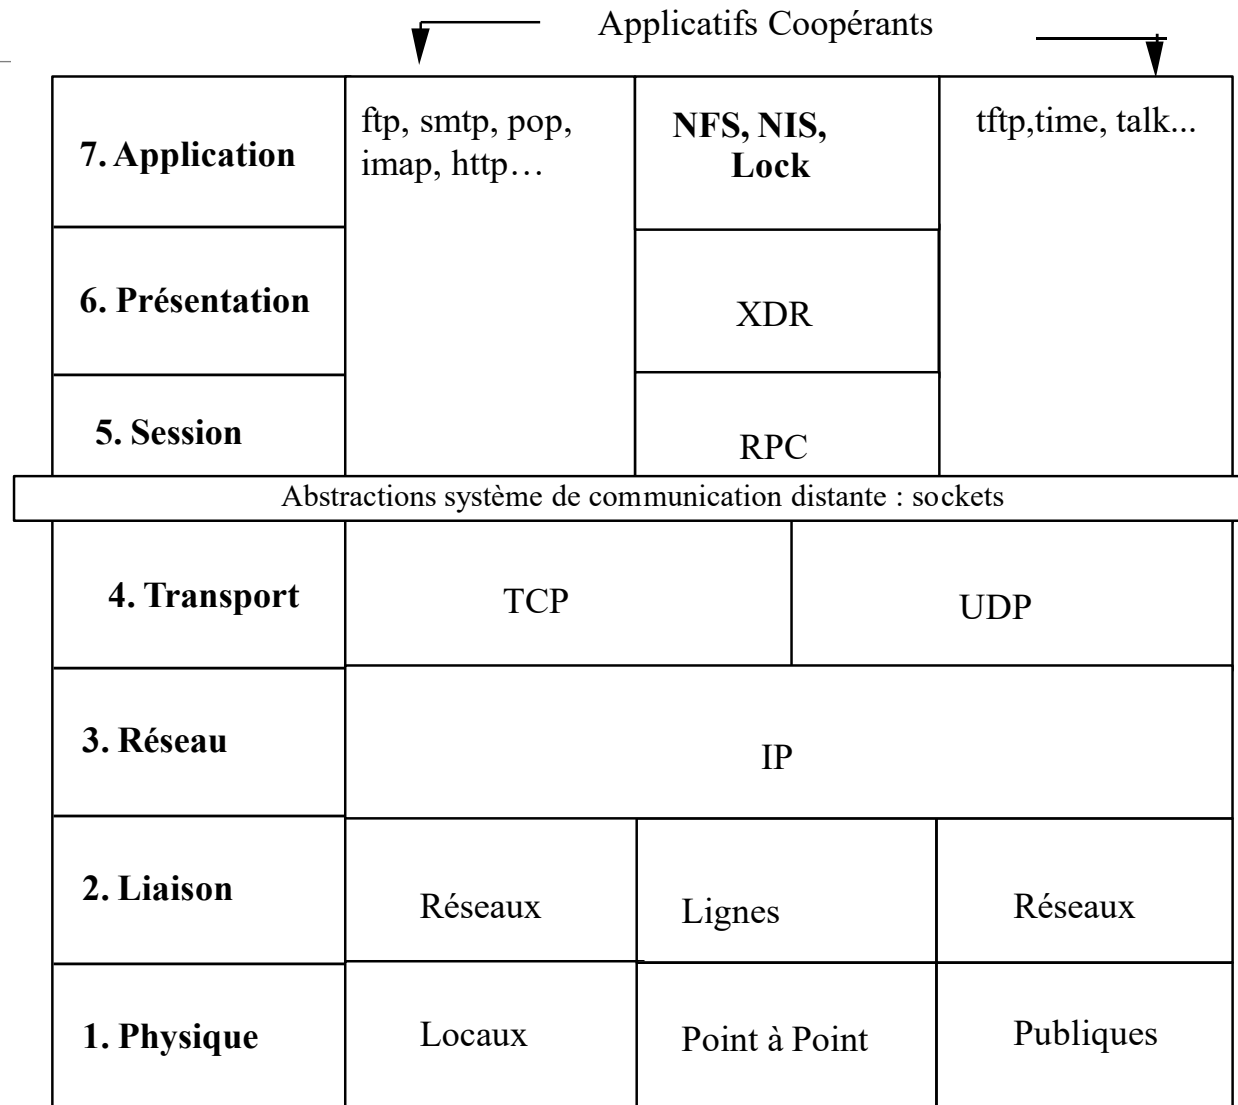 Applicatifs Coopérants
7. Application
ftp, smtp, pop,
imap, http…
NFS, NIS,
Lock
tftp,time, talk...
6. Présentation
XDR
5. Session
RPC
Abstractions système de communication distante : sockets
4. Transport
TCP
UDP
3. Réseau
IP
2. Liaison
Réseaux
Lignes
Réseaux
1. Physique
Locaux
Point à Point
Publiques